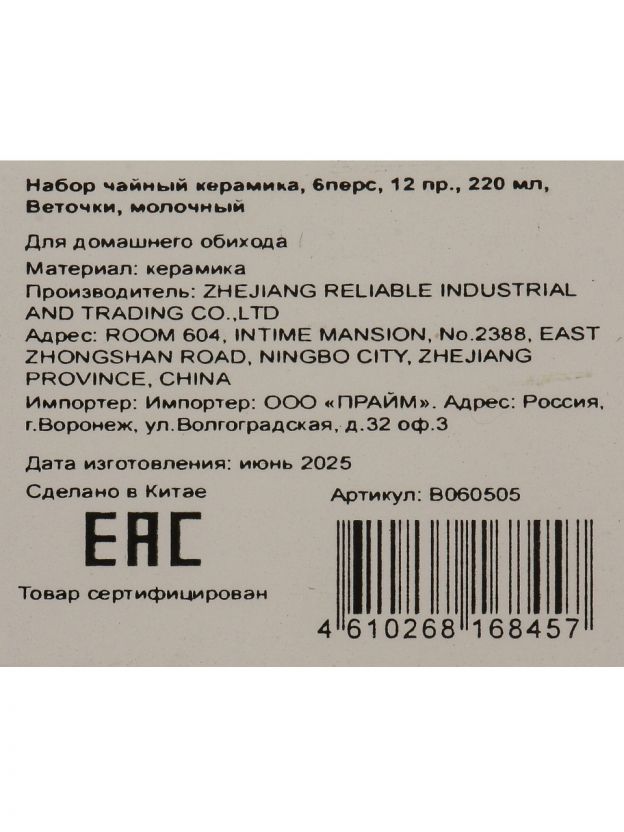 Набор чайный керамика, 6перс, 12 пр., 220 мл,
Веточки, молочный
Для домашнего обихода
Материал: керамика
Производитель: ZHEJIANG RELIABLE INDUSTRIAL
AND TRADING CO.,LTD
Адрес: ROOM 604, INTIME MANSION, No.2388, EAST
ZHONGSHAN ROAD, NINGBO CITY, ZHEJIANG
PROVINCE, CHINA
Импортер: Импортер: ООО «ПРАЙМ». Адрес: Россия,
г.Воронеж, ул.Волгоградская, д.32 оф.3
Дата изготовления: июнь 2025
Сделано в Китае
Артикул: B060505
EAC
Товар сертифицирован
4 610268 168457